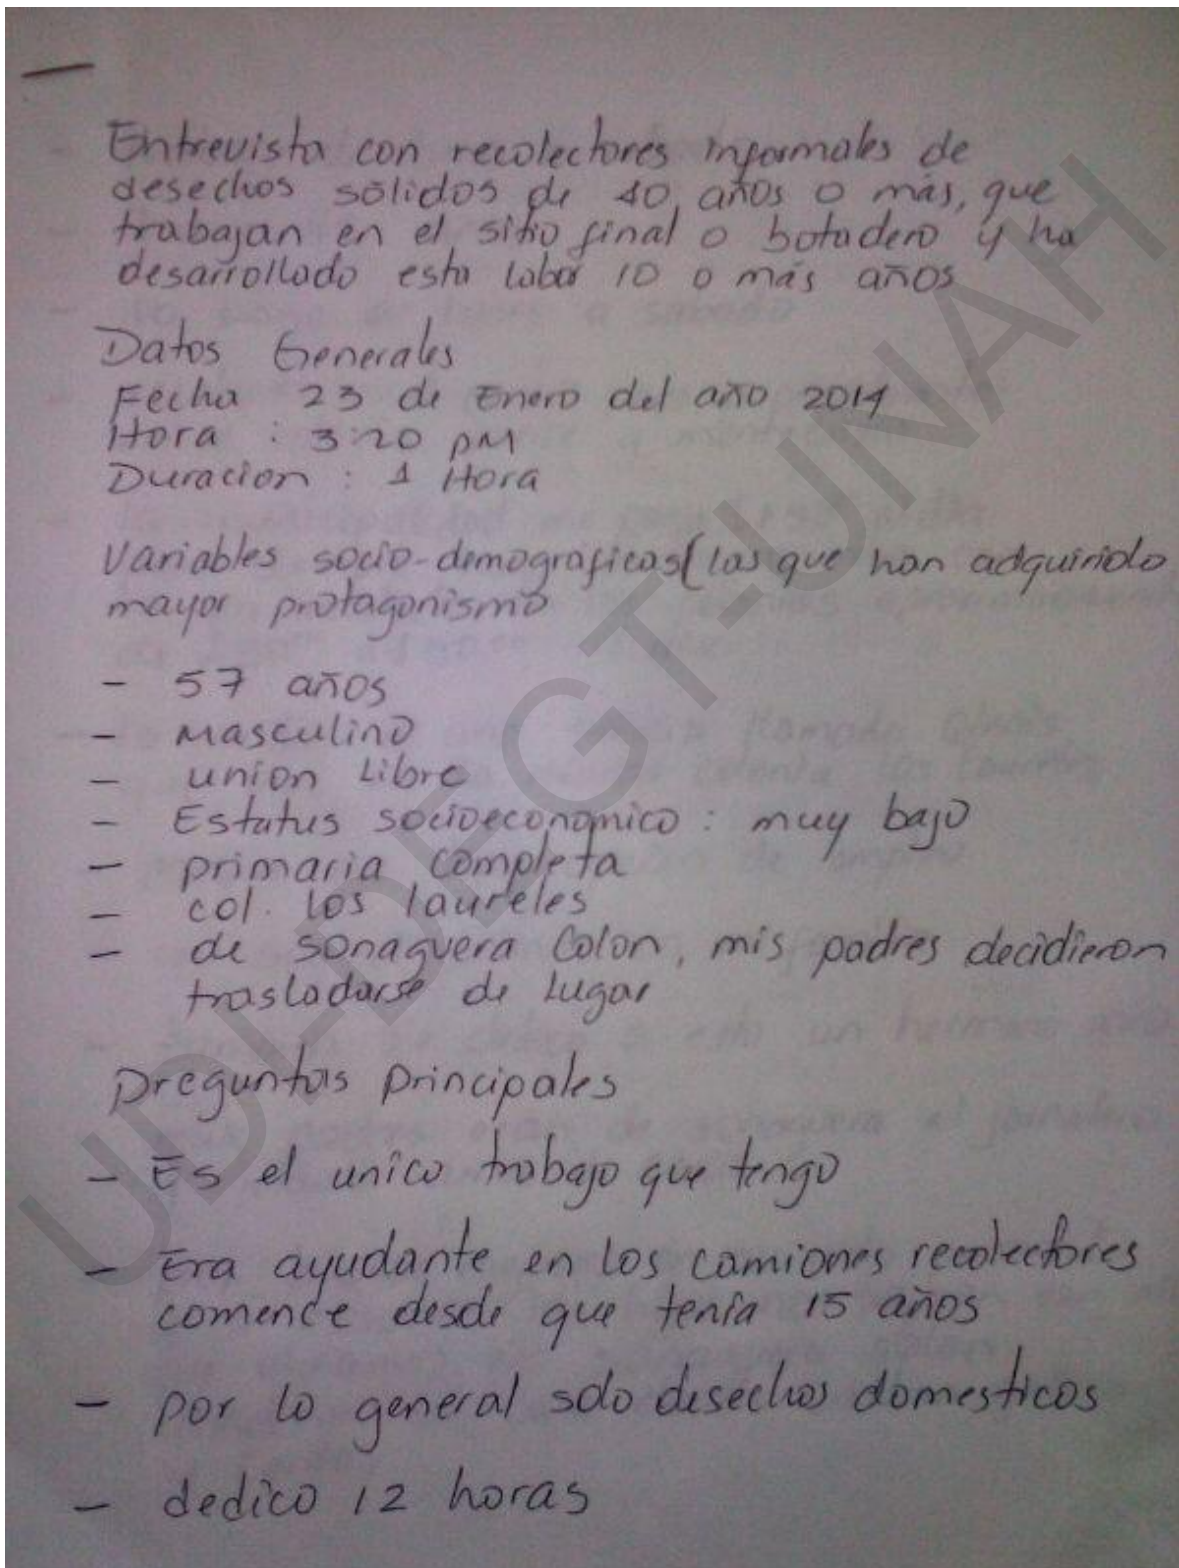 Entrevista con recolectores informales de
desechos solidos de 40 años o más, que
trabajan en el sitio final o botadero y ha
desarrollado esta labor 10 o más años
Datos Generales
Fecha 23 de Enero del año 2014
Hora : 3:20 pM
Duracion : 1 Hora
Variables socio-demograficas (las que han adquirido
mayor protagonismo
- 57 años
- Masculino
- union Libre
- Estatus socioeconomico : muy bajo
- primaria completa
- col. los laureles
- de sonaguera Colon, mis padres decidieron
trasladarse de Lugar
Preguntas Principales
- Es el unico trabajo que tengo
- Era ayudante en los camiones recolectores
comence desde que tenía 15 años
- por lo general solo desechos domesticos
- dedico 12 horas
UDI-DEGT-UNAH